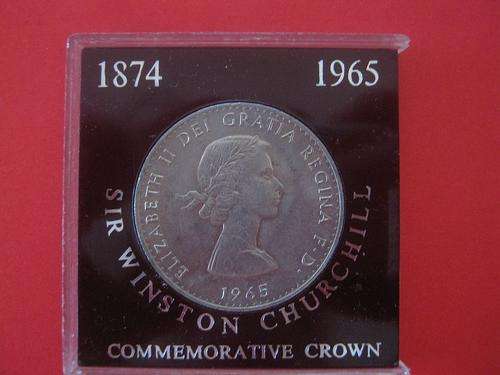 1874 1965
ELIZABETH II DEI GRATIA REGINA F.D.
1965
SIR WINSTON CHURCHILL
COMMEMORATIVE CROWN